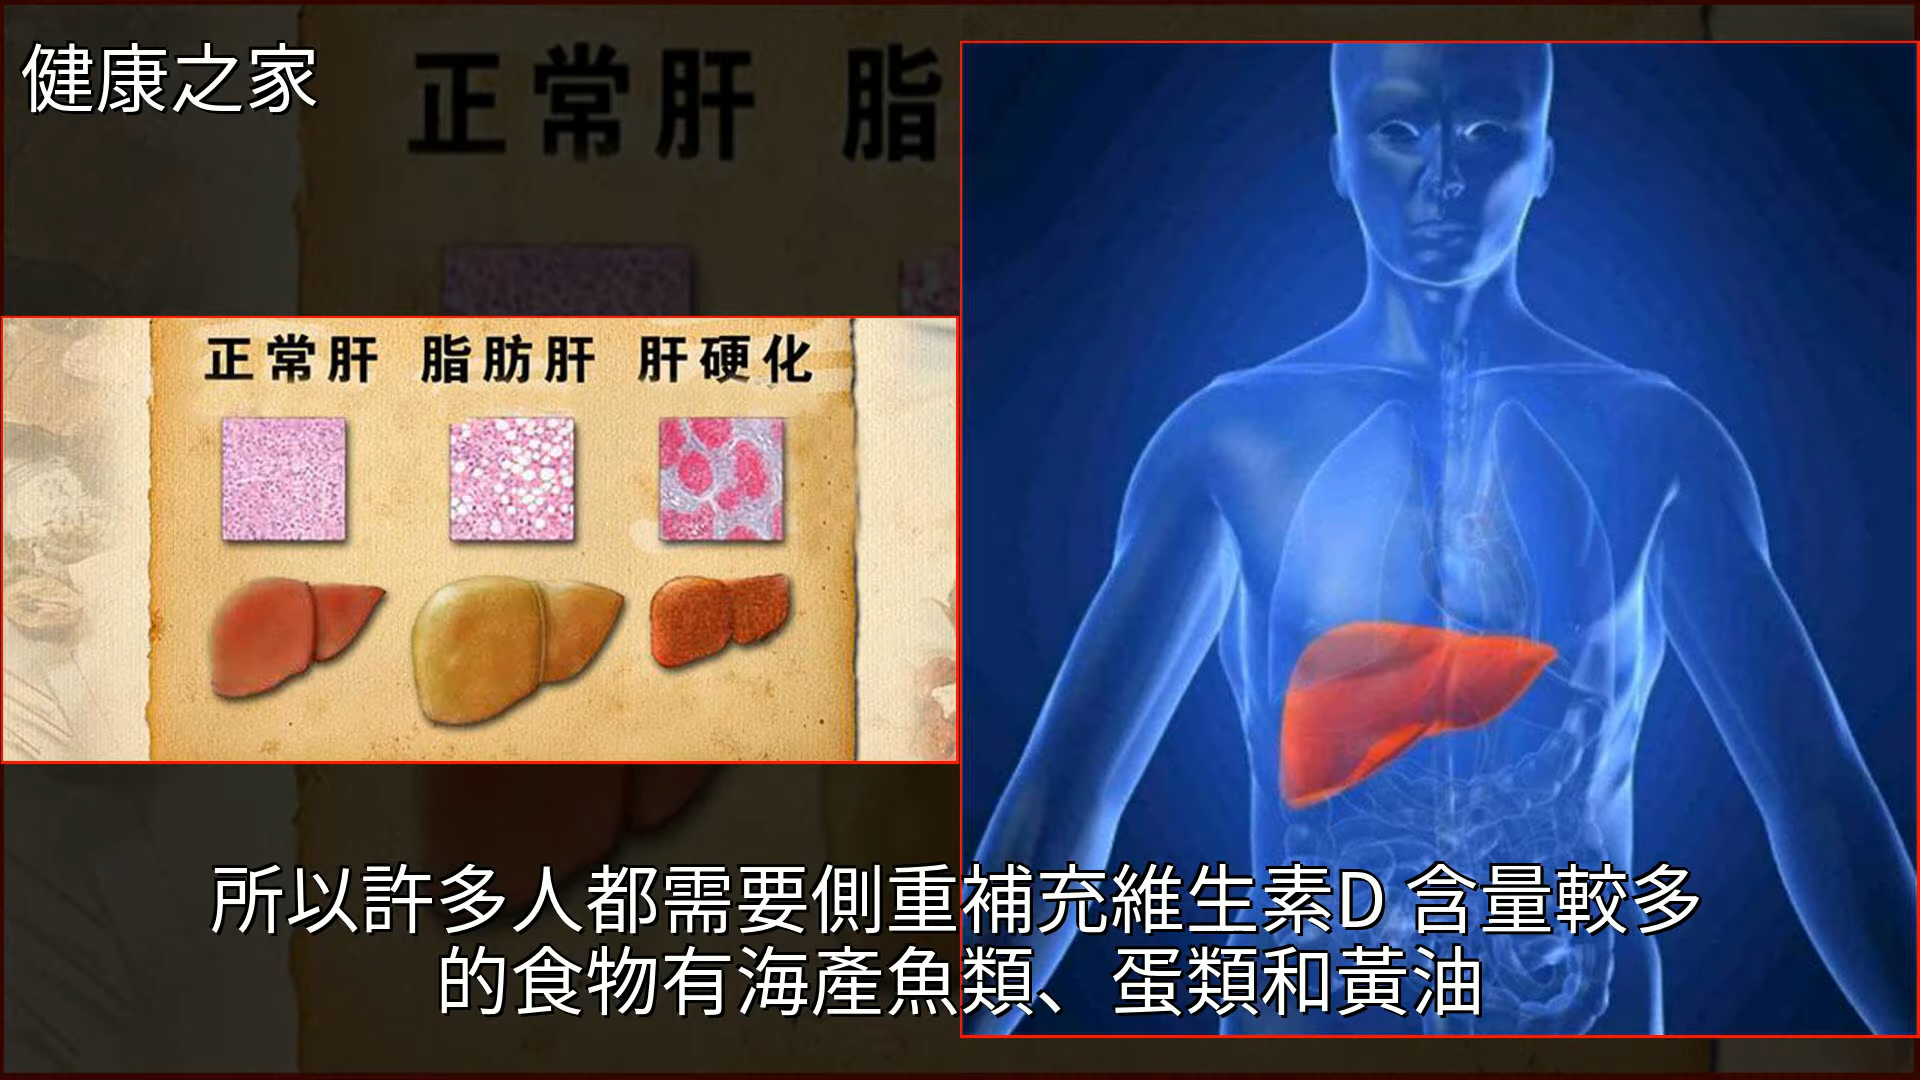 健康之家
正常肝 脂
正常肝 脂肪肝 肝硬化
所以許多人都需要側重補充維生素D 含量較多
的食物有海產魚類、蛋類和黃油